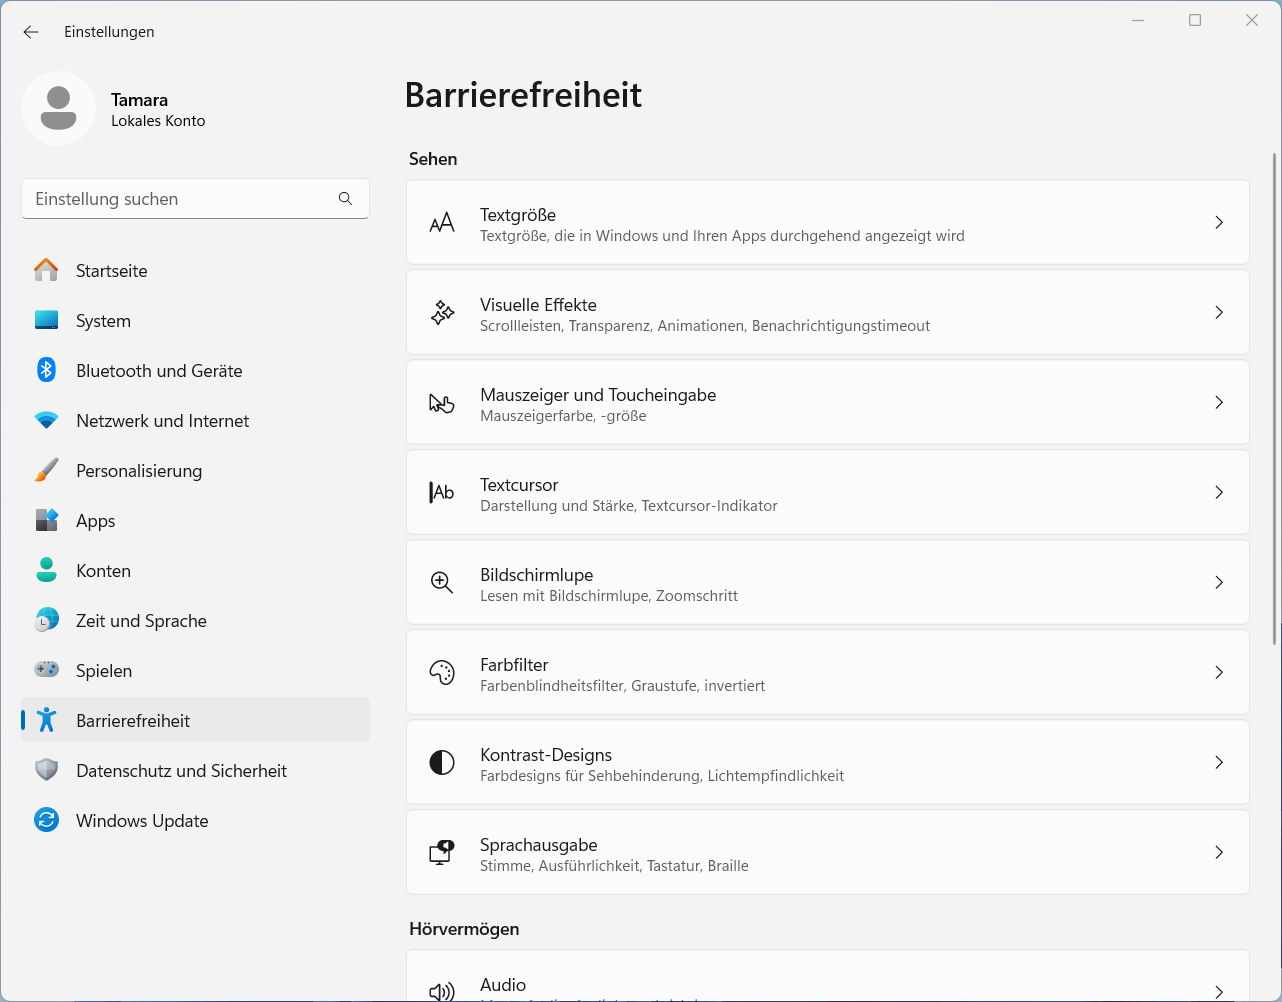 Einstellungen
Tamara
Lokales Konto
Einstellung suchen
Startseite
System
Bluetooth und Geräte
Netzwerk und Internet
Personalisierung
Apps
Konten
Zeit und Sprache
Spielen
Barrierefreiheit
Datenschutz und Sicherheit
Windows Update
Barrierefreiheit
Sehen
Textgröße
Textgröße, die in Windows und Ihren Apps durchgehend angezeigt wird
Visuelle Effekte
Scrollleisten, Transparenz, Animationen, Benachrichtigungstimeout
Mauszeiger und Toucheingabe
Mauszeigerfarbe, -größe
Textcursor
Darstellung und Stärke, Textcursor-Indikator
Bildschirmlupe
Lesen mit Bildschirmlupe, Zoomschritt
Farbfilter
Farbenblindheitsfilter, Graustufe, invertiert
Kontrast-Designs
Farbdesigns für Sehbehinderung, Lichtempfindlichkeit
Sprachausgabe
Stimme, Ausführlichkeit, Tastatur, Braille
Hörvermögen
Audio